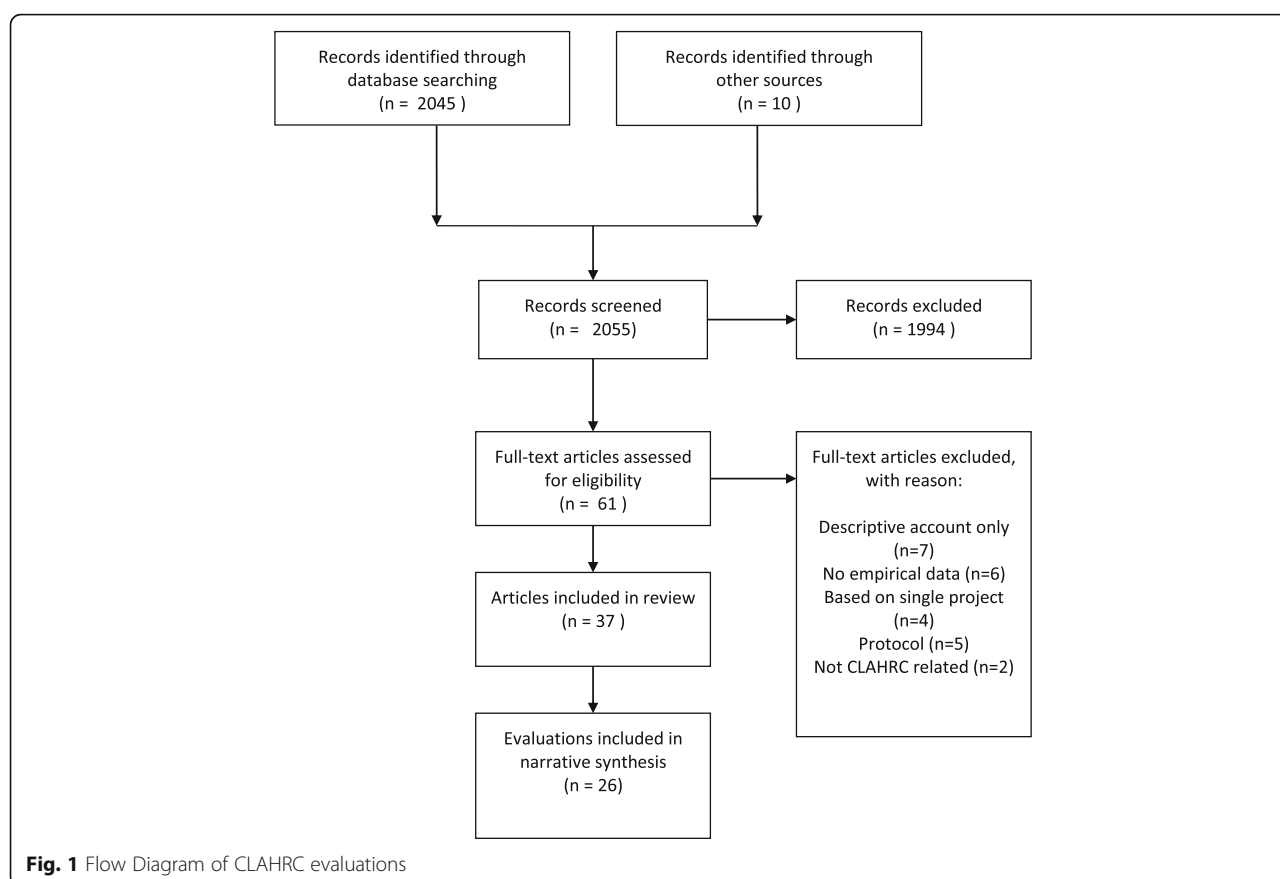 Records identified through
database searching
(n = 2045 )
Records identified through
other sources
(n = 10 )
Records screened
(n = 2055)
Records excluded
(n = 1994 )
Full-text articles assessed
for eligibility
(n = 61 )
Full-text articles excluded,
with reason:
Descriptive account only
(n=7)
No empirical data (n=6)
Based on single project
(n=4)
Protocol (n=5)
Not CLAHRC related (n=2)
Articles included in review
(n = 37 )
Evaluations included in
narrative synthesis
(n = 26)
Fig. 1 Flow Diagram of CLAHRC evaluations